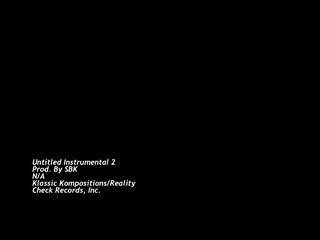 Untitled Instrumental 2
Prod. By SBK
N/A
Klassic Kompositions/Reality
Check Records, Inc.